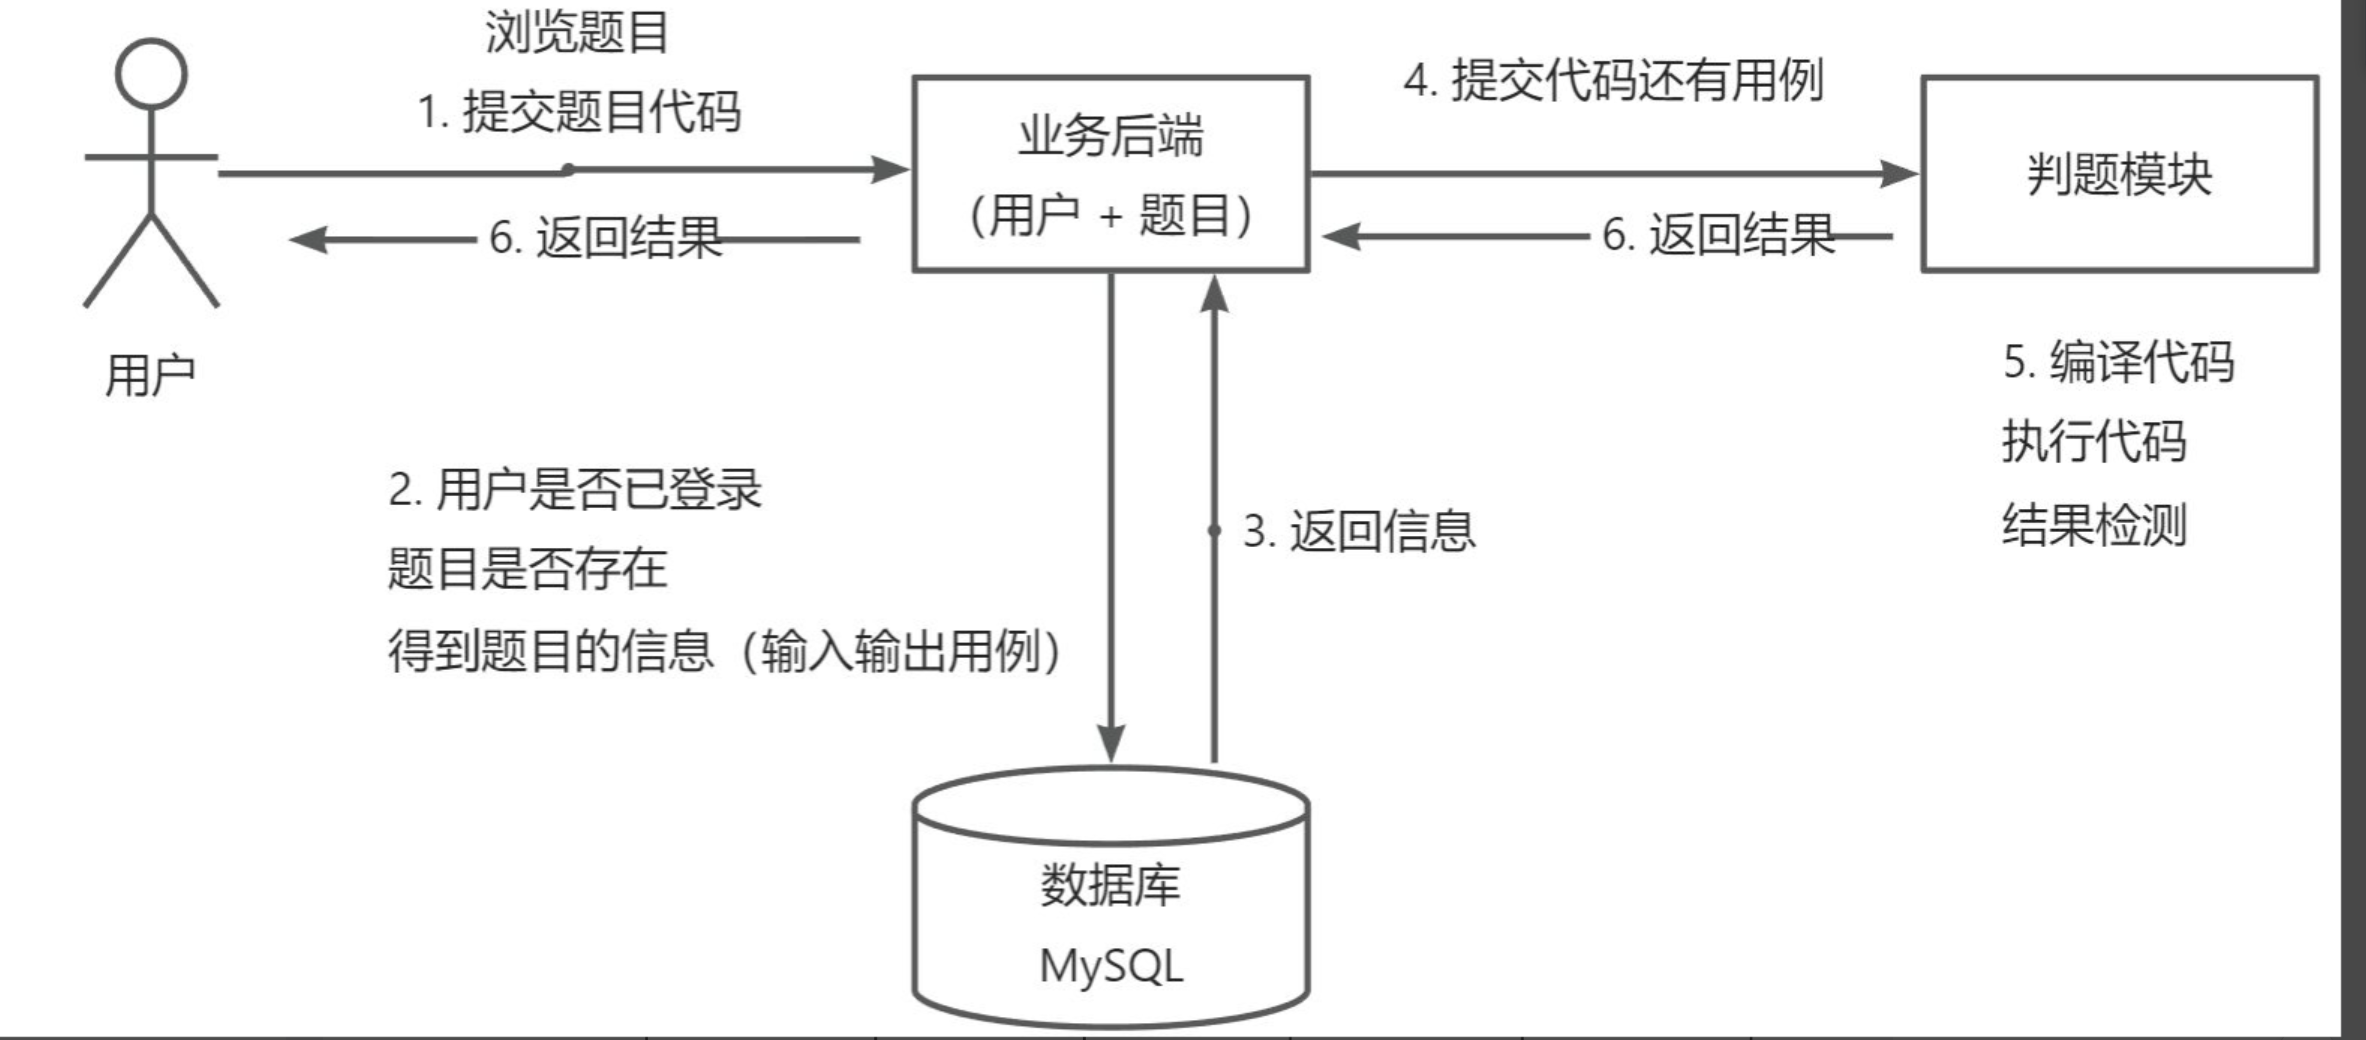 浏览题目
1. 提交题目代码
6. 返回结果
用户
业务后端
（用户 + 题目）
4. 提交代码还有用例
6. 返回结果
判题模块
5. 编译代码
执行代码
结果检测
2. 用户是否已登录
题目是否存在
得到题目的信息（输入输出用例）
3. 返回信息
数据库
MySQL